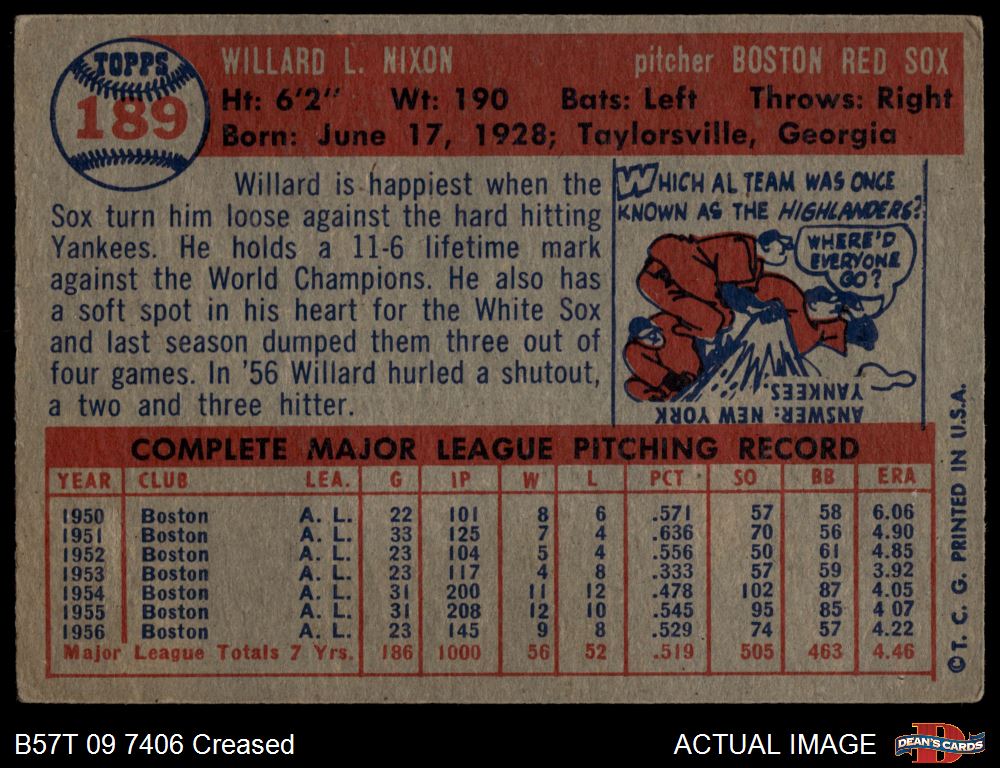 TOPPS
189
WILLARD L. NIXON pitcher BOSTON RED SOX
Ht: 6'2" Wt: 190 Bats: Left Throws: Right
Born: June 17, 1928; Taylorsville, Georgia
Willard is happiest when the
Sox turn him loose against the hard hitting
Yankees. He holds a 11-6 lifetime mark
against the World Champions. He also has
a soft spot in his heart for the White Sox
and last season dumped them three out of
four games. In '56 Willard hurled a shutout,
a two and three hitter.
WHICH AL TEAM WAS ONCE
KNOWN AS THE HIGHLANDERS?
WHERE'D
EVERYONE
GO?
ANSWER: NEW YORK
YANKEES.
COMPLETE MAJOR LEAGUE PITCHING RECORD
YEAR CLUB LEA. G IP W L PCT SO BB ERA
1950 Boston A. L. 22 101 8 6 .571 57 58 6.06
1951 Boston A. L. 33 125 7 4 .636 70 56 4.90
1952 Boston A. L. 23 104 5 4 .556 50 61 4.85
1953 Boston A. L. 23 117 4 8 .333 57 59 3.92
1954 Boston A. L. 31 200 11 12 .478 102 87 4.05
1955 Boston A. L. 31 208 12 10 .545 95 85 4 07
1956 Boston A. L. 23 145 9 8 .529 74 57 4.22
Major League Totals 7 Yrs. 186 1000 56 52 .519 505 463 4.46
©T. C. G. PRINTED IN U.S.A.
B57T 09 7406 Creased ACTUAL IMAGE
DEAN'S CARDS